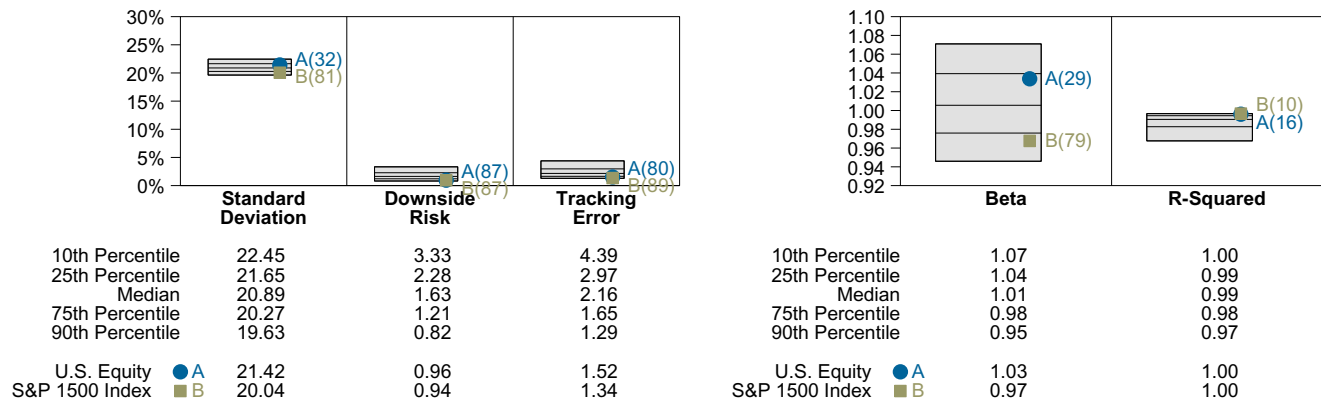 30%
25%
20%
15%
10%
5%
0%
A(32)
B(81)
A(87)
B(87)
A(80)
B(89)
Standard Deviation
Downside Risk
Tracking Error
10th Percentile 22.45 3.33 4.39
25th Percentile 21.65 2.28 2.97
Median 20.89 1.63 2.16
75th Percentile 20.27 1.21 1.65
90th Percentile 19.63 0.82 1.29
U.S. Equity A 21.42 0.96 1.52
S&P 1500 Index B 20.04 0.94 1.34
1.10
1.08
1.06
1.04
1.02
1.00
0.98
0.96
0.94
0.92
A(29)
B(79)
B(10)
A(16)
Beta
R-Squared
10th Percentile 1.07 1.00
25th Percentile 1.04 0.99
Median 1.01 0.99
75th Percentile 0.98 0.98
90th Percentile 0.95 0.97
U.S. Equity A 1.03 1.00
S&P 1500 Index B 0.97 1.00